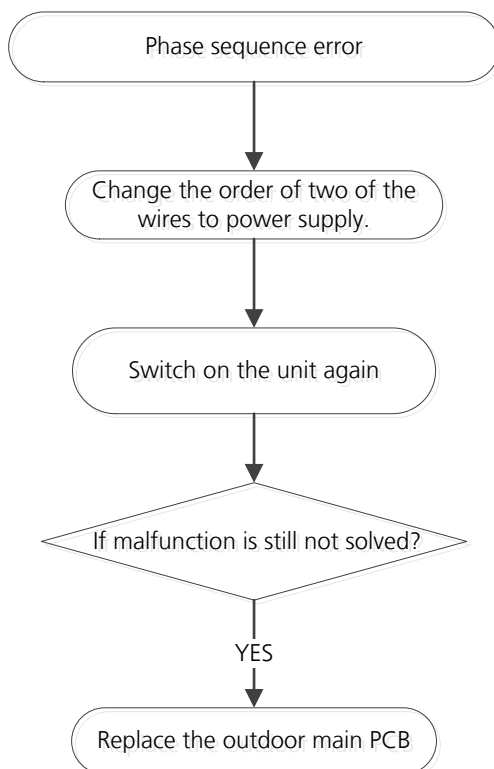 Phase sequence error
Change the order of two of the
wires to power supply.
Switch on the unit again
If malfunction is still not solved?
YES
Replace the outdoor main PCB